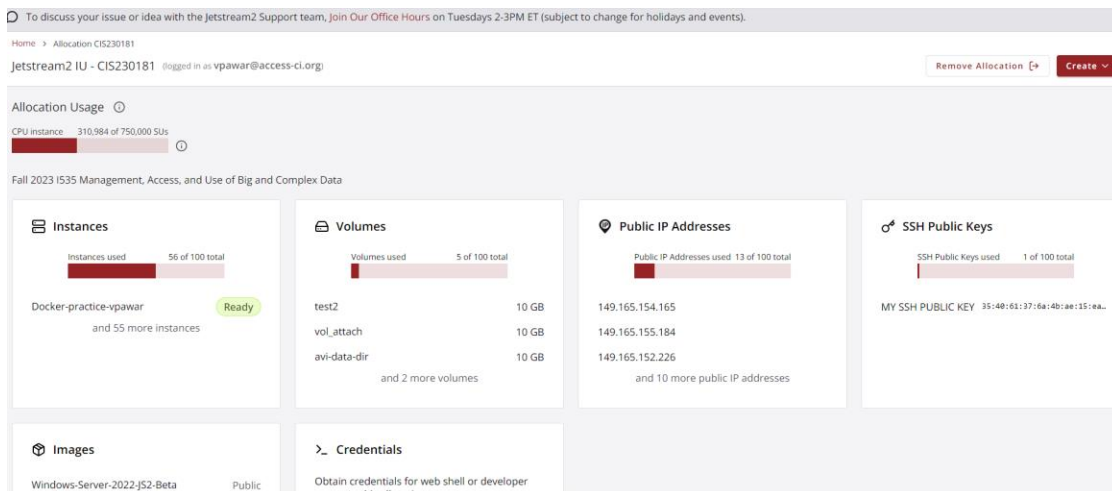 To discuss your issue or idea with the Jetstream2 Support team, Join Our Office Hours on Tuesdays 2-3PM ET (subject to change for holidays and events).
Home > Allocation CIS230181
Jetstream2 IU - CIS230181 (logged in as vpawar@access-ci.org)
Remove Allocation
Create
Allocation Usage
CPU instance 310,984 of 750,000 SUs
Fall 2023 I535 Management, Access, and Use of Big and Complex Data
Instances
Instances used 56 of 100 total
Docker-practice-vpawar Ready
and 55 more instances
Volumes
Volumes used 5 of 100 total
test2 10 GB
vol_attach 10 GB
avi-data-dir 10 GB
and 2 more volumes
Public IP Addresses
Public IP Addresses used 13 of 100 total
149.165.154.165
149.165.155.184
149.165.152.226
and 10 more public IP addresses
SSH Public Keys
SSH Public Keys used 1 of 100 total
MY SSH PUBLIC KEY 35:40:61:37:6a:4b:ae:15:ea…
Images
Windows-Server-2022-JS2-Beta Public
Credentials
Obtain credentials for web shell or developer